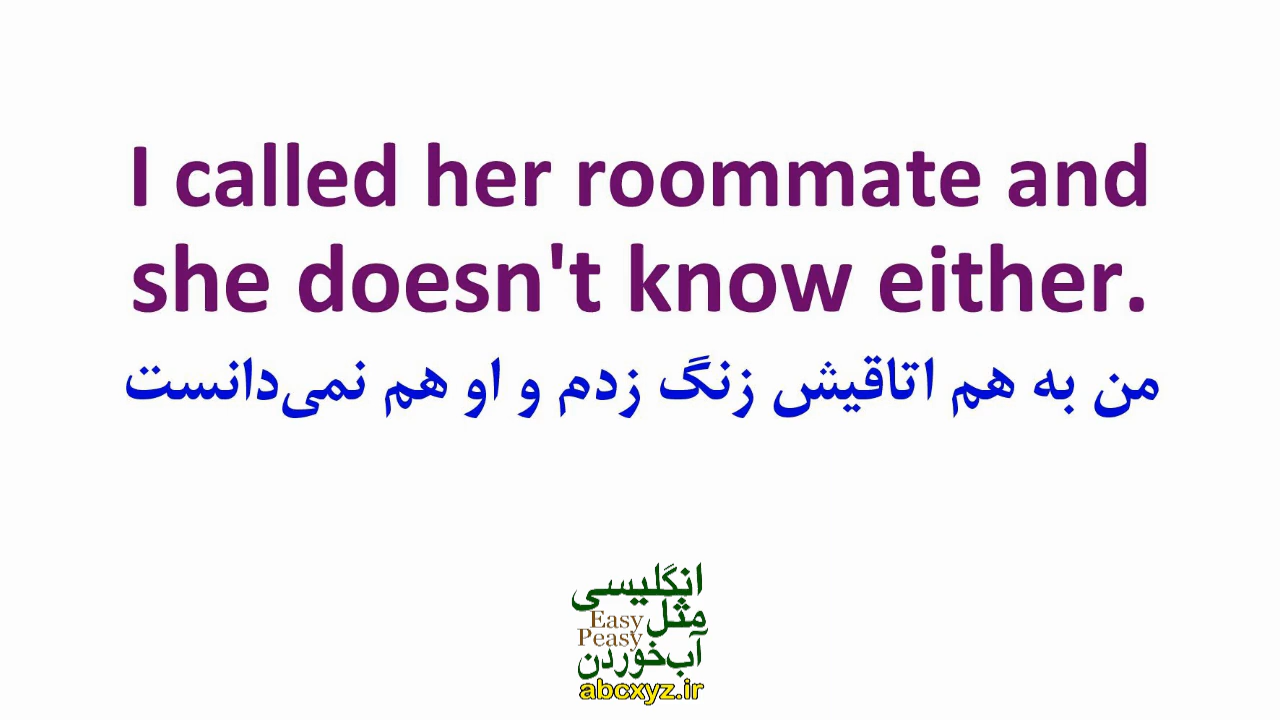 I called her roommate and
she doesn't know either.
من به هم اتاقیش زنگ زدم و او هم نمی‌دانست
انگلیسی
مثل
Easy
Peasy
آب‌خوردن
abcxyz.ir